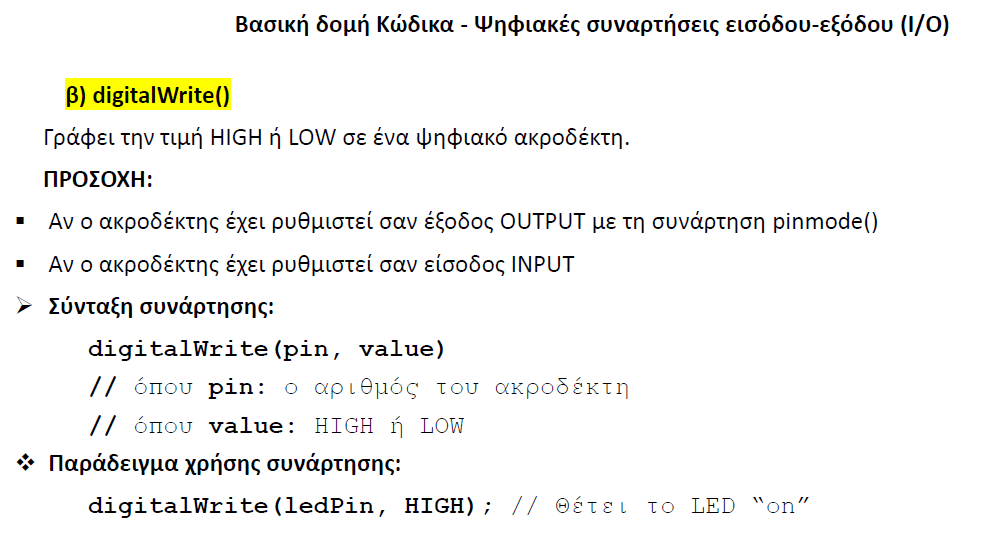 Βασική δομή Κώδικα - Ψηφιακές συναρτήσεις εισόδου-εξόδου (I/O)
β) digitalWrite()
Γράφει την τιμή HIGH ή LOW σε ένα ψηφιακό ακροδέκτη.
ΠΡΟΣΟΧΗ:
▪ Αν ο ακροδέκτης έχει ρυθμιστεί σαν έξοδος OUTPUT με τη συνάρτηση pinmode()
▪ Αν ο ακροδέκτης έχει ρυθμιστεί σαν είσοδος INPUT
➢ Σύνταξη συνάρτησης:
digitalWrite(pin, value)
// όπου pin: ο αριθμός του ακροδέκτη
// όπου value: HIGH ή LOW
❖ Παράδειγμα χρήσης συνάρτησης:
digitalWrite(ledPin, HIGH); // Θέτει το LED “on”